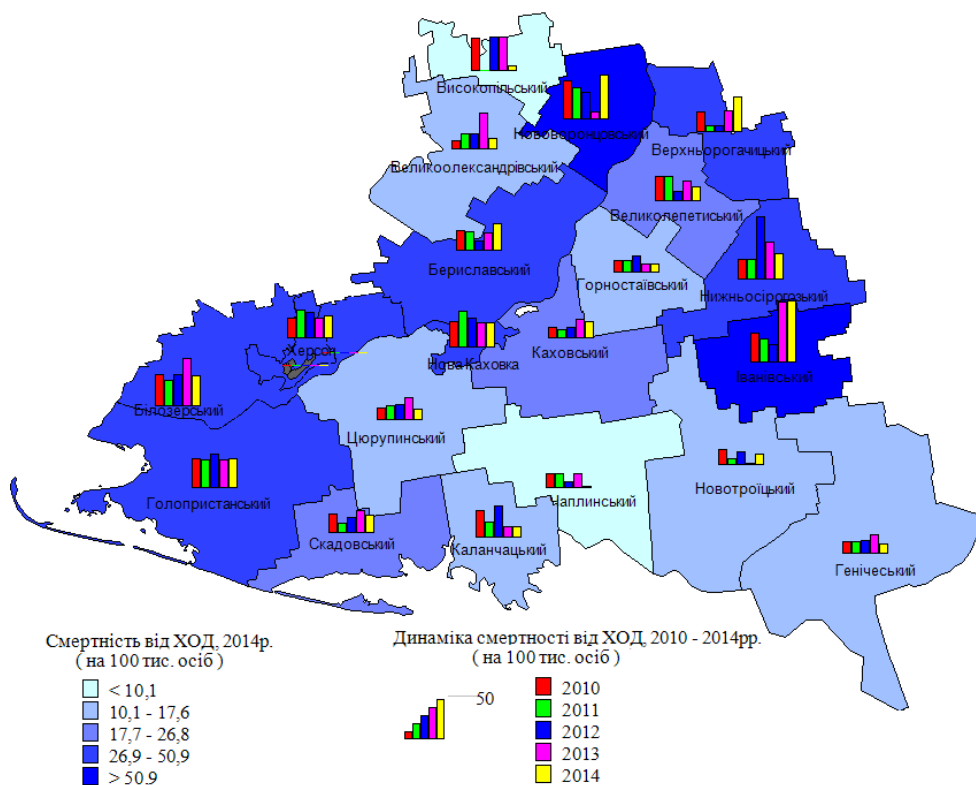 Високопільський
Нововоронцовський
Верхньорогачицький
Великоолександрівський
Великолепетиський
Бериславський
Горностаївський
Нижньосірогозький
Херсон
Нова Каховка
Каховський
Іванівський
Білозерський
Цюрупинський
Голопристанський
Чаплинський
Новотроїцький
Скадовський
Каланчацький
Генічеський
Смертність від ХОД, 2014р.
( на 100 тис. осіб )
< 10,1
10,1 - 17,6
17,7 - 26,8
26,9 - 50,9
> 50,9
Динаміка смертності від ХОД, 2010 - 2014рр.
( на 100 тис. осіб )
50
2010
2011
2012
2013
2014